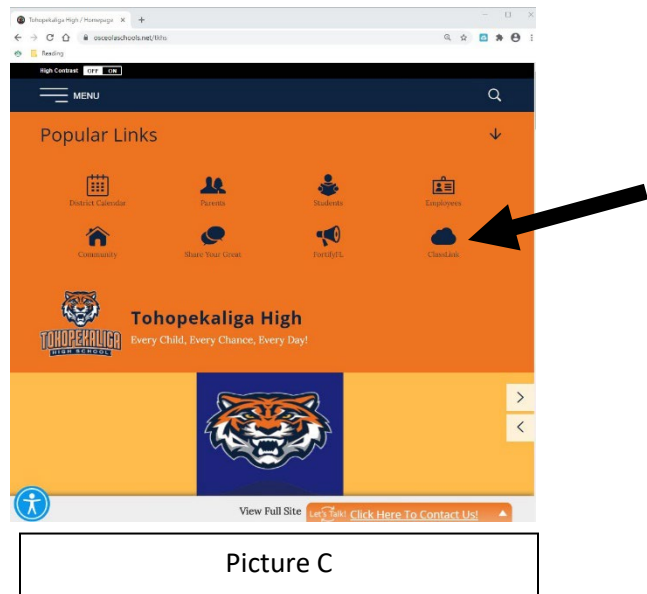 Tohopekaliga High / Homepage
osceolaschools.net/tlhs
Reading
High Contrast OFF ON
MENU
Popular Links
District Calendar Parents Students Employees
Community Share Your Great FortifyFL ClassLink
Tohopekaliga High
TOHOPEKALIGA
HIGH SCHOOL
Every Child, Every Chance, Every Day!
View Full Site Let's Talk! Click Here To Contact Us!
Picture C